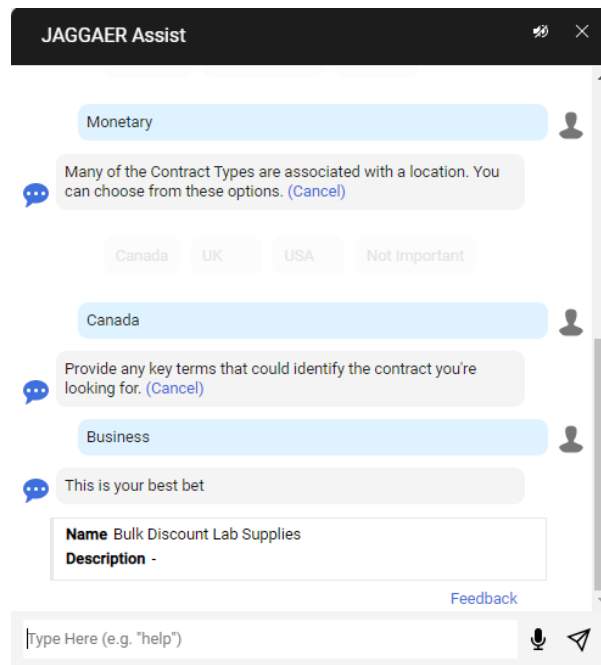 JAGGAER Assist
Monetary
Many of the Contract Types are associated with a location. You
can choose from these options. (Cancel)
Canada UK USA Not Important
Canada
Provide any key terms that could identify the contract you're
looking for. (Cancel)
Business
This is your best bet
Name Bulk Discount Lab Supplies
Description -
Feedback
Type Here (e.g. "help")